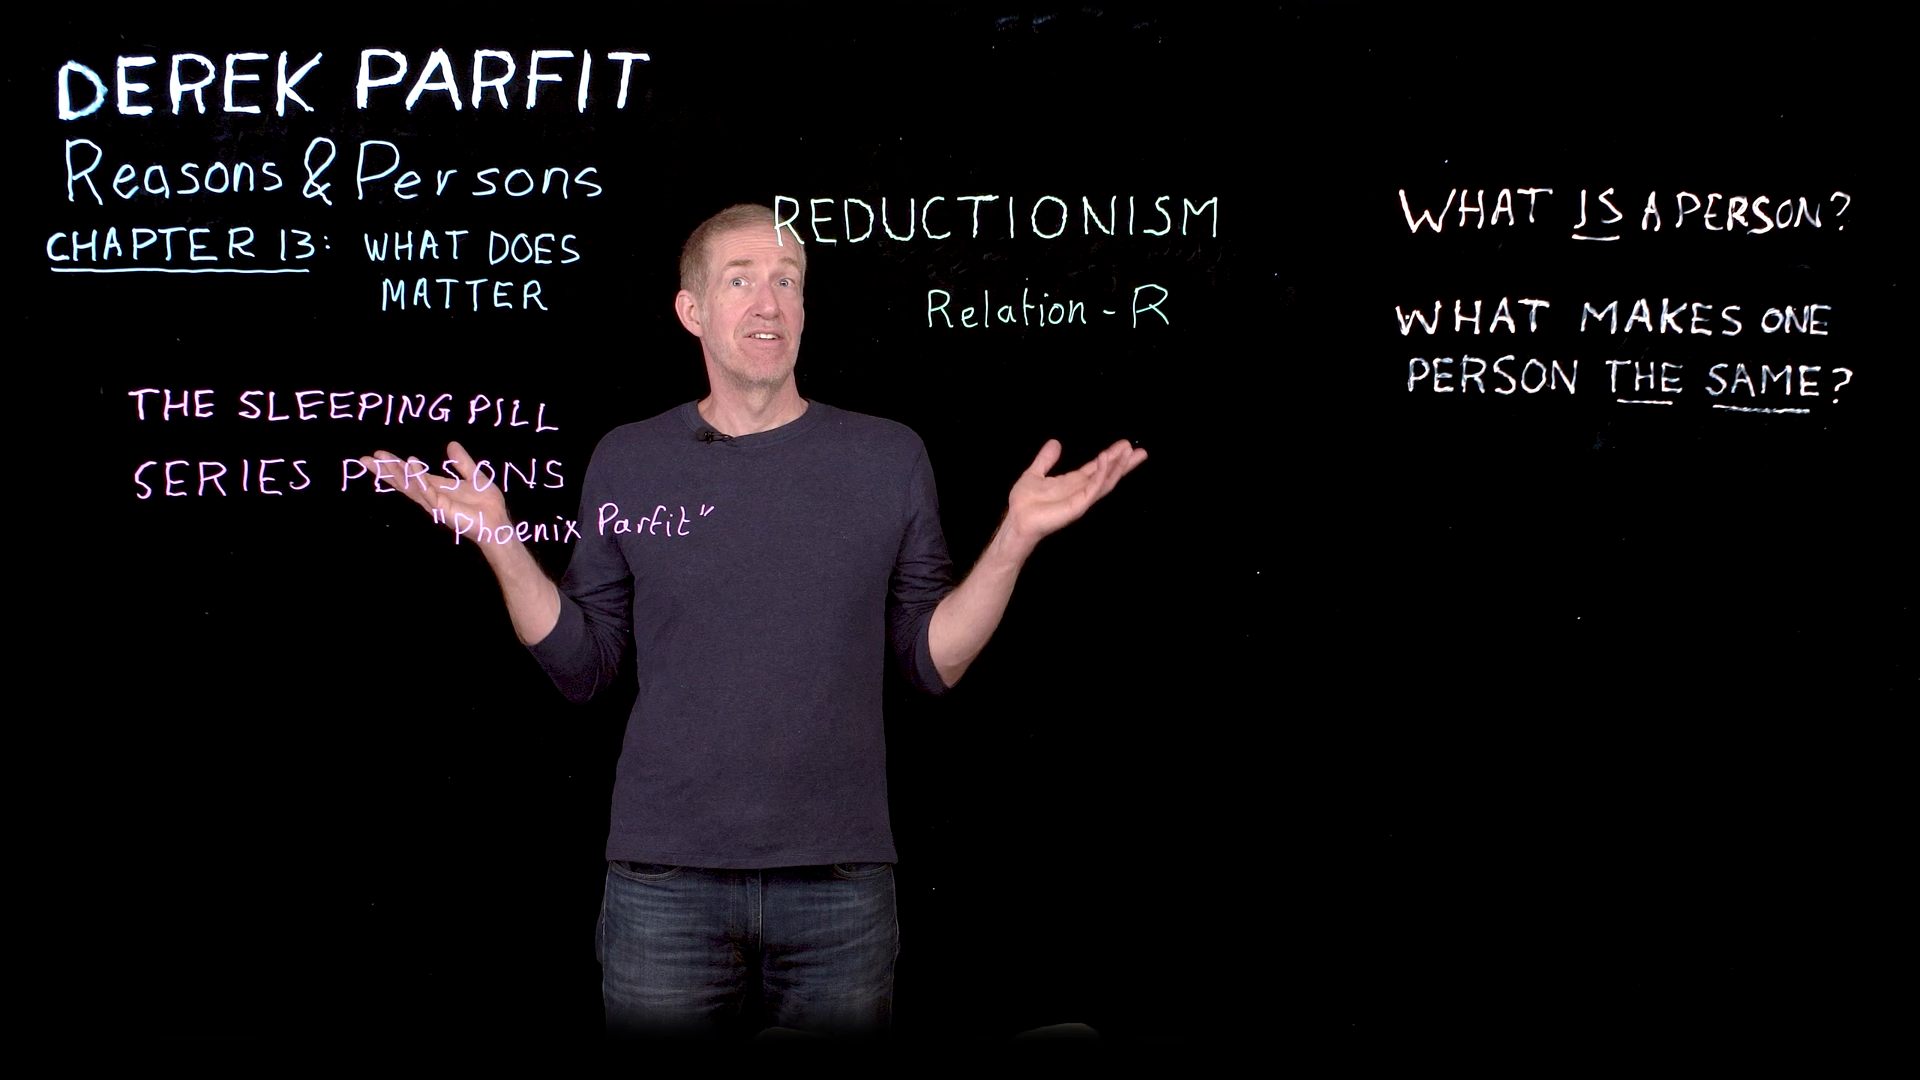 DEREK PARFIT
Reasons & Persons
CHAPTER 13: WHAT DOES
MATTER
THE SLEEPING PILL
SERIES PERSONS
"Phoenix Parfit"
REDUCTIONISM
Relation - R
WHAT IS A PERSON?
WHAT MAKES ONE
PERSON THE SAME?